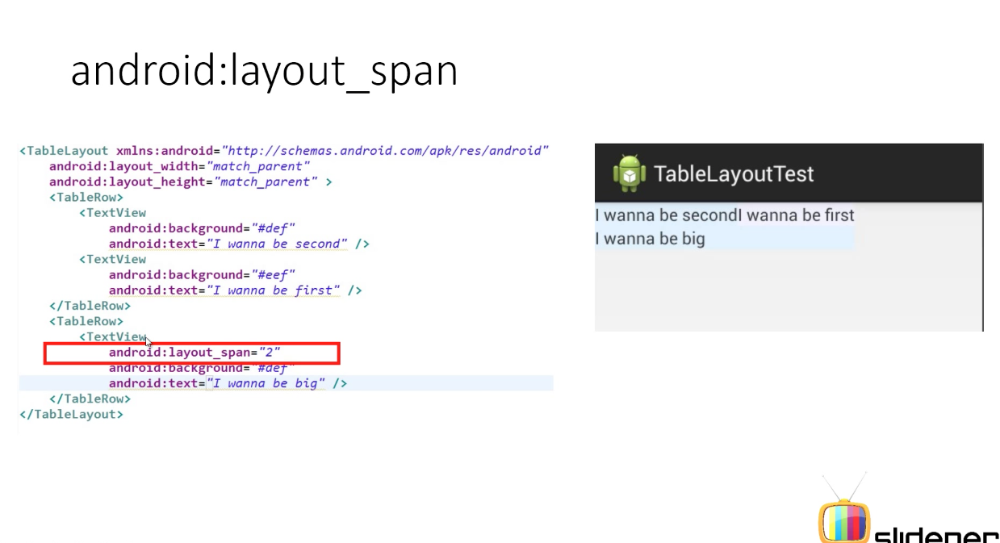 android:layout_span
<TableLayout xmlns:android="http://schemas.android.com/apk/res/android"
android:layout_width="match_parent"
android:layout_height="match_parent" >
<TableRow>
<TextView
android:background="#def"
android:text="I wanna be second" />
<TextView
android:background="#eef"
android:text="I wanna be first" />
</TableRow>
<TableRow>
<TextView
android:layout_span="2"
android:background="#def"
android:text="I wanna be big" />
</TableRow>
</TableLayout>
TableLayoutTest
I wanna be secondI wanna be first
I wanna be big
slidener